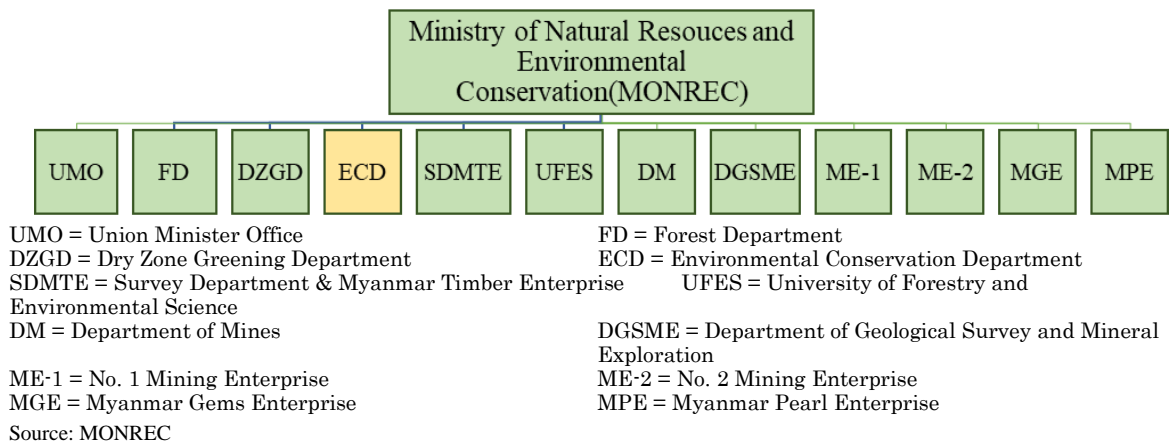 Ministry of Natural Resouces and
Environmental
Conservation(MONREC)
UMO FD DZGD ECD SDMTE UFES DM DGSME ME-1 ME-2 MGE MPE
UMO = Union Minister Office FD = Forest Department
DZGD = Dry Zone Greening Department ECD = Environmental Conservation Department
SDMTE = Survey Department & Myanmar Timber Enterprise UFES = University of Forestry and
Environmental Science
DM = Department of Mines DGSME = Department of Geological Survey and Mineral
Exploration
ME-1 = No. 1 Mining Enterprise ME-2 = No. 2 Mining Enterprise
MGE = Myanmar Gems Enterprise MPE = Myanmar Pearl Enterprise
Source: MONREC